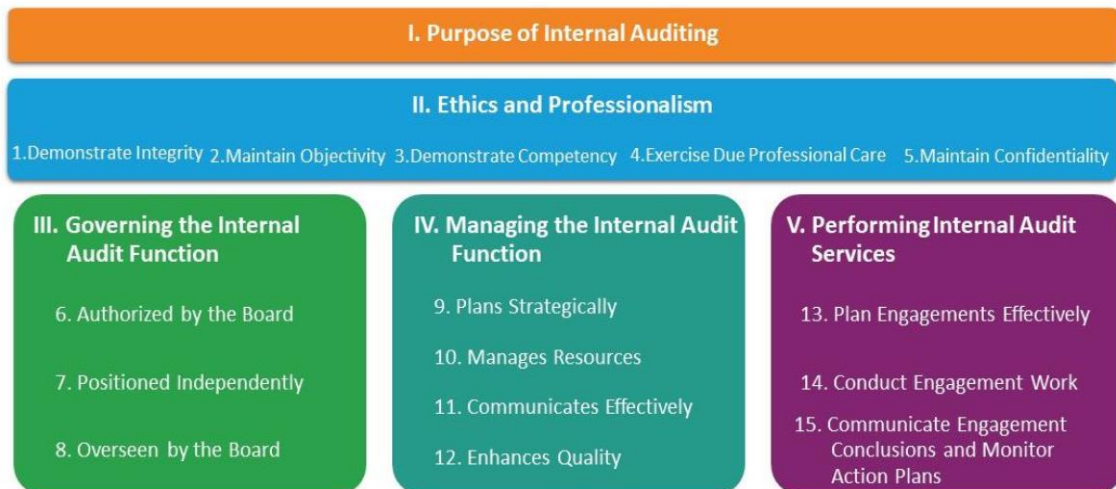 I. Purpose of Internal Auditing
II. Ethics and Professionalism
1.Demonstrate Integrity 2.Maintain Objectivity 3.Demonstrate Competency 4.Exercise Due Professional Care 5.Maintain Confidentiality
III. Governing the Internal
Audit Function
6. Authorized by the Board
7. Positioned Independently
8. Overseen by the Board
IV. Managing the Internal Audit
Function
9. Plans Strategically
10. Manages Resources
11. Communicates Effectively
12. Enhances Quality
V. Performing Internal Audit
Services
13. Plan Engagements Effectively
14. Conduct Engagement Work
15. Communicate Engagement
Conclusions and Monitor
Action Plans